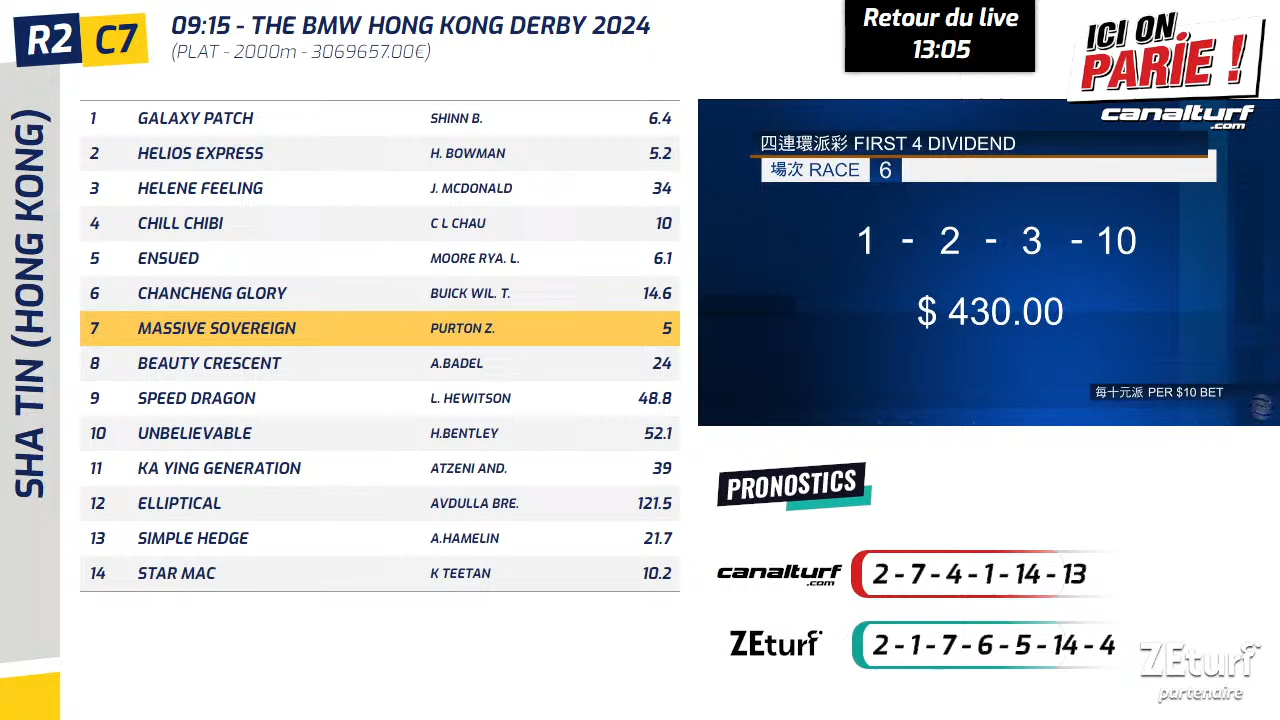 R2 C7
09:15 - THE BMW HONG KONG DERBY 2024
(PLAT - 2000m - 3069657.00€)
Retour du live
13:05
ICI ON
PARIE !
canalturf
.com
SHA TIN (HONG KONG)
1 GALAXY PATCH SHINN B. 6.4
2 HELIOS EXPRESS H. BOWMAN 5.2
3 HELENE FEELING J. MCDONALD 34
4 CHILL CHIBI C L CHAU 10
5 ENSUED MOORE RYA. L. 6.1
6 CHANCHENG GLORY BUICK WIL. T. 14.6
7 MASSIVE SOVEREIGN PURTON Z. 5
8 BEAUTY CRESCENT A.BADEL 24
9 SPEED DRAGON L. HEWITSON 48.8
10 UNBELIEVABLE H.BENTLEY 52.1
11 KA YING GENERATION ATZENI AND. 39
12 ELLIPTICAL AVDULLA BRE. 121.5
13 SIMPLE HEDGE A.HAMELIN 21.7
14 STAR MAC K TEETAN 10.2
四連環派彩 FIRST 4 DIVIDEND
場次 RACE 6
1 - 2 - 3 - 10
$ 430.00
每十元派 PER $10 BET
PRONOSTICS
canalturf
.com
2 - 7 - 4 - 1 - 14 - 13
ZEturf
2 - 1 - 7 - 6 - 5 - 14 - 4
ZEturf
partenaire